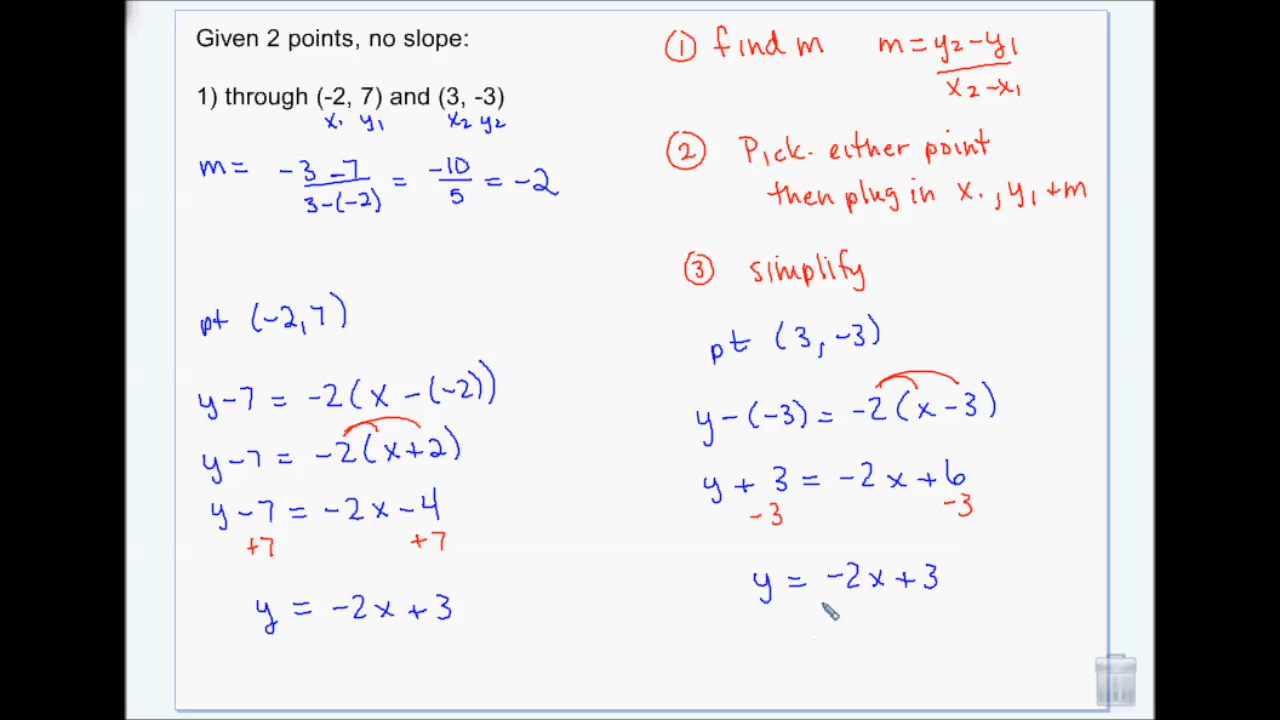 Given 2 points, no slope:
1) through (-2, 7) and (3, -3)
x₁ y₁ x₂ y₂
m = (-3 - 7)/(3 - (-2)) = -10/5 = -2
pt (-2, 7)
y - 7 = -2(x - (-2))
y - 7 = -2(x + 2)
y - 7 = -2x - 4
+7 +7
y = -2x + 3
① find m m = (y₂ - y₁)/(x₂ - x₁)
② Pick either point
then plug in x₁, y₁ + m
③ simplify
pt (3, -3)
y - (-3) = -2(x - 3)
y + 3 = -2x + 6
-3 -3
y = -2x + 3